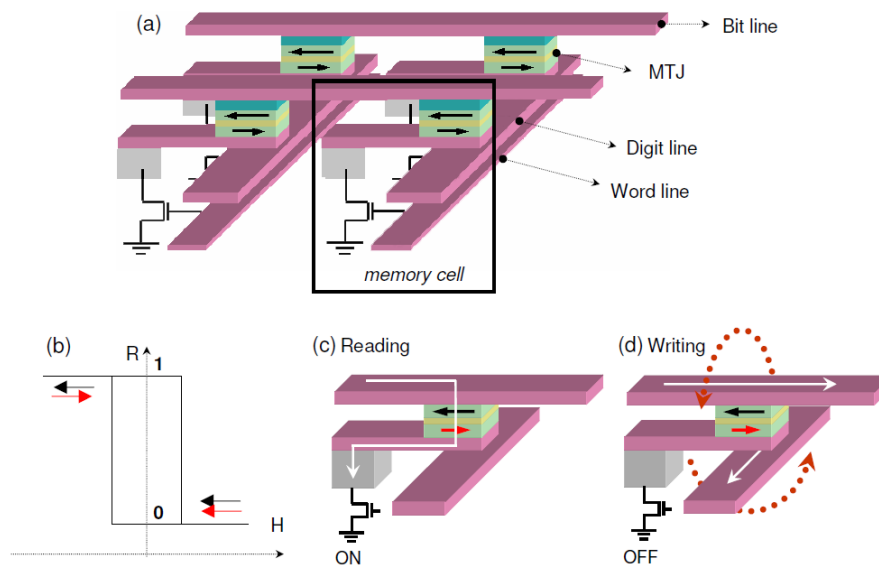 (a)
Bit line
MTJ
Digit line
Word line
memory cell
(b)
R
1
0
H
(c) Reading
ON
(d) Writing
OFF